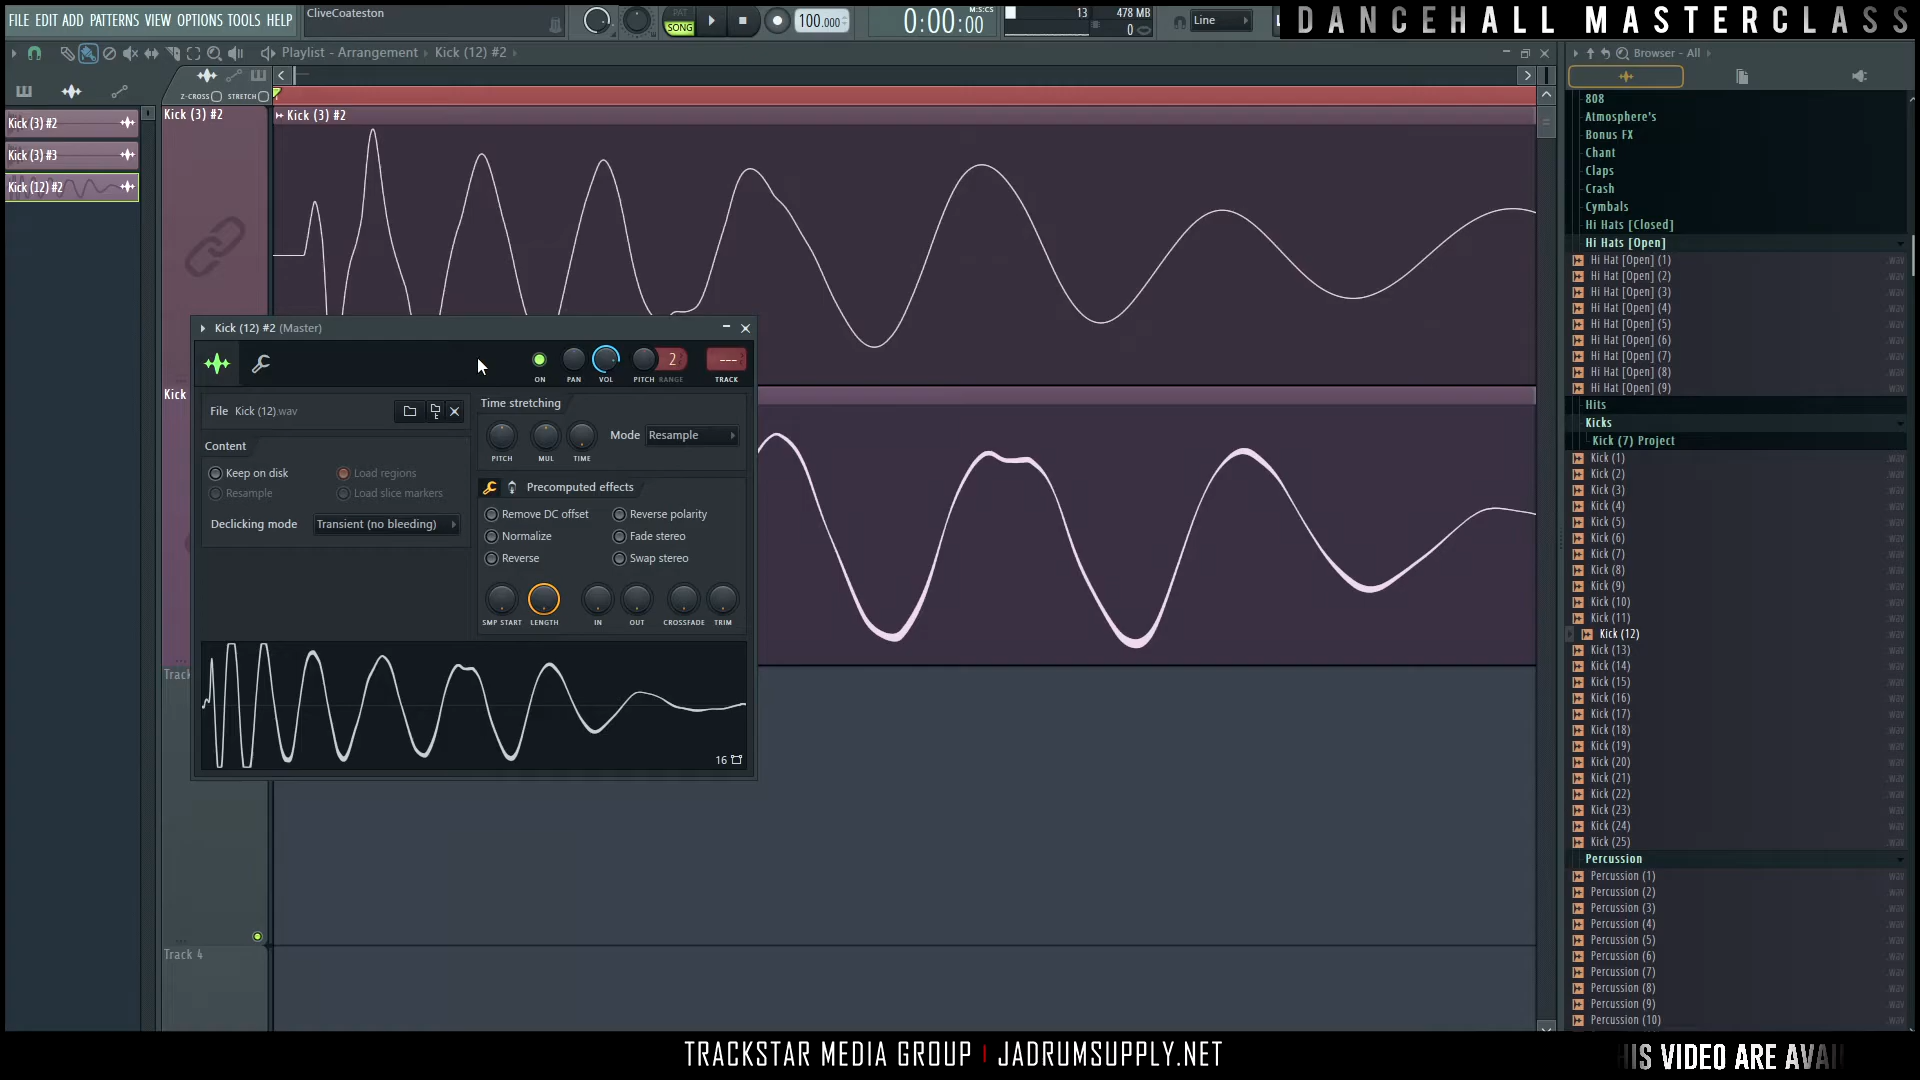 FILE EDIT ADD PATTERNS VIEW OPTIONS TOOLS HELP
CliveCoateston
PAT
SONG
100.000
0:00:00
M:S:CS
13
478 MB
0
Line
DANCEHALL MASTERCLASS
Playlist - Arrangement › Kick (12) #2
Browser - All
Z-CROSS
STRETCH
Kick (3) #2
Kick (3) #3
Kick (12) #2
Kick (3) #2
Kick (3) #2
Kick
Track 4
Kick (12) #2 (Master)
ON
PAN
VOL
PITCH
2
RANGE
---
TRACK
File Kick (12).wav
Content
Keep on disk
Load regions
Resample
Load slice markers
Declicking mode
Transient (no bleeding)
Time stretching
PITCH
MUL
TIME
Mode
Resample
Precomputed effects
Remove DC offset
Reverse polarity
Normalize
Fade stereo
Reverse
Swap stereo
SMP START
LENGTH
IN
OUT
CROSSFADE
TRIM
16
808
Atmosphere's
Bonus FX
Chant
Claps
Crash
Cymbals
Hi Hats [Closed]
Hi Hats [Open]
Hi Hat [Open] (1)
Hi Hat [Open] (2)
Hi Hat [Open] (3)
Hi Hat [Open] (4)
Hi Hat [Open] (5)
Hi Hat [Open] (6)
Hi Hat [Open] (7)
Hi Hat [Open] (8)
Hi Hat [Open] (9)
Hits
Kicks
Kick (7) Project
Kick (1)
Kick (2)
Kick (3)
Kick (4)
Kick (5)
Kick (6)
Kick (7)
Kick (8)
Kick (9)
Kick (10)
Kick (11)
Kick (12)
Kick (13)
Kick (14)
Kick (15)
Kick (16)
Kick (17)
Kick (18)
Kick (19)
Kick (20)
Kick (21)
Kick (22)
Kick (23)
Kick (24)
Kick (25)
Percussion
Percussion (1)
Percussion (2)
Percussion (3)
Percussion (4)
Percussion (5)
Percussion (6)
Percussion (7)
Percussion (8)
Percussion (9)
Percussion (10)
TRACKSTAR MEDIA GROUP | JADRUMSUPPLY.NET
HIS VIDEO ARE AVAI